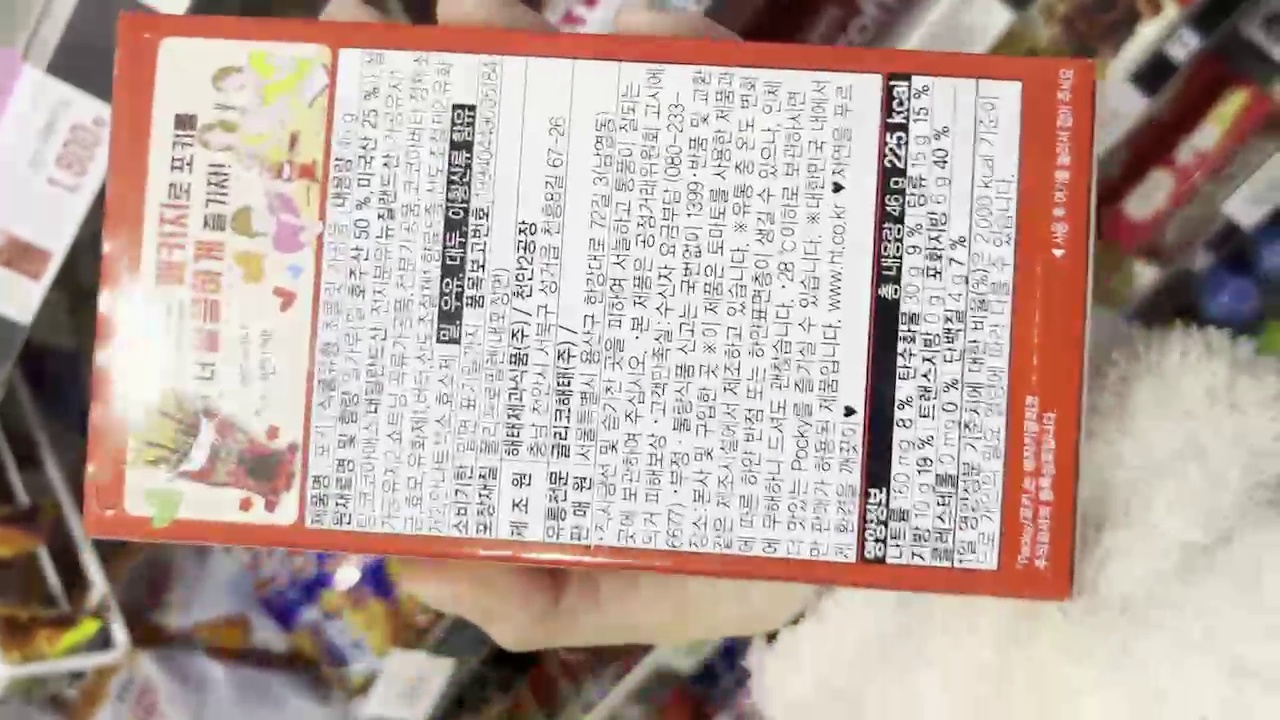 1,800
패키지로 포키를
너 알뜰하게 즐기자!
제품명 포키 식품유형 초콜릿 가공품 내용량 46 g
원재료명 및 함량 밀가루(밀 호주산 50 %, 미국산 25 %), 설
탕, 코코아매스 전지분유(뉴질랜드산) 가공유지1
가공유지2, 쇼트닝, 곡류가공품, 전분가공품, 코코아버터, 정제소
금, 효모, 유화제1, 버터, 산도조절제1, 향료5종, 산도조절제2, 유화
제2, 안나트색소, 효소제 밀, 우유, 대두, 아황산류 함유
소비기한 밑면 표기일까지 품목보고번호
포장재질 폴리프로필렌(내포장면)
제 조 원 해태제과식품(주) / 천안2공장
충남 천안시 서북구 성거읍 천흥8길 67-26
유통전문 글리코해태(주) /
판 매 원 서울특별시 용산구 한강대로 72길 3(남영동)
·직사광선 및 습기찬 곳을 피하여 서늘하고 통풍이 잘되는
곳에 보관하여 주십시오. ·본 제품은 공정거래위원회 고시에
의거 피해보상 ·고객만족실:수신자 요금부담 (080-233-
6677) ·부정 · 불량식품 신고는 국번없이 1399 ·반품 및 교환
장소:본사 및 구입한 곳 ※이 제품은 토마토를 사용한 제품과
같은 제조시설에서 제조하고 있습니다. ※유통 중 온도 변화
에 따른 하얀 반점 또는 하얀표면층이 생길 수 있으나, 인체
에 무해하니 드셔도 괜찮습니다. ·28 ℃이하로 보관하시면
더 맛있는 Pocky를 즐기실 수 있습니다. ※대한민국 내에서
만 판매가 허용된 제품입니다. www.ht.co.kr ♥자연을 푸르
게 환경을 깨끗이♥
영양정보 총 내용량 46 g 225 kcal
나트륨 160 mg 8 % 탄수화물 30 g 9 % 당류 15 g 15 %
지방 10 g 19 % 트랜스지방 0 g 포화지방 6 g 40 %
콜레스테롤 0 mg 0 % 단백질 4 g 7 %
1일 영양성분 기준치에 대한 비율(%)은 2,000 kcal 기준이
므로 개인의 필요 열량에 따라 다를 수 있습니다.
「Pocky/포키」는 에자키글리코
주식회사의 등록상표입니다.
◀ 사용 후 여기를 눌러서 접어 주세요